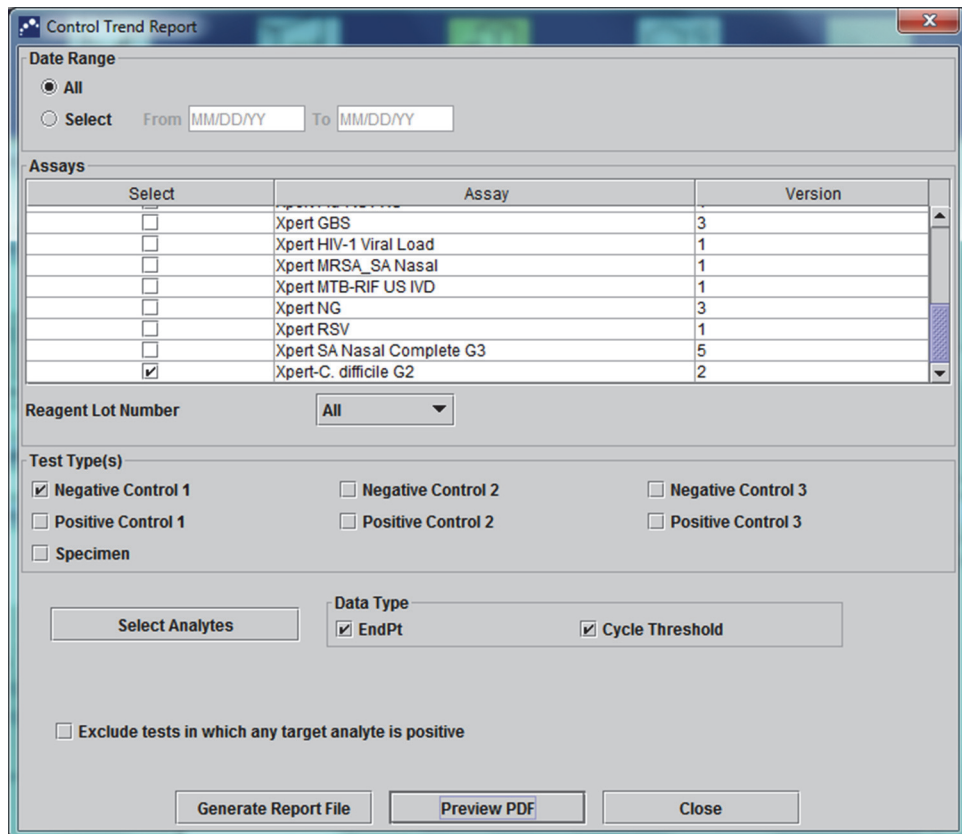 Control Trend Report
Date Range
All
Select From MM/DD/YY To MM/DD/YY
Assays
Select Assay Version
Xpert GBS 3
Xpert HIV-1 Viral Load 1
Xpert MRSA_SA Nasal 1
Xpert MTB-RIF US IVD 1
Xpert NG 3
Xpert RSV 1
Xpert SA Nasal Complete G3 5
Xpert-C. difficile G2 2
Reagent Lot Number All
Test Type(s)
Negative Control 1 Negative Control 2 Negative Control 3
Positive Control 1 Positive Control 2 Positive Control 3
Specimen
Data Type
Select Analytes EndPt Cycle Threshold
Exclude tests in which any target analyte is positive
Generate Report File Preview PDF Close